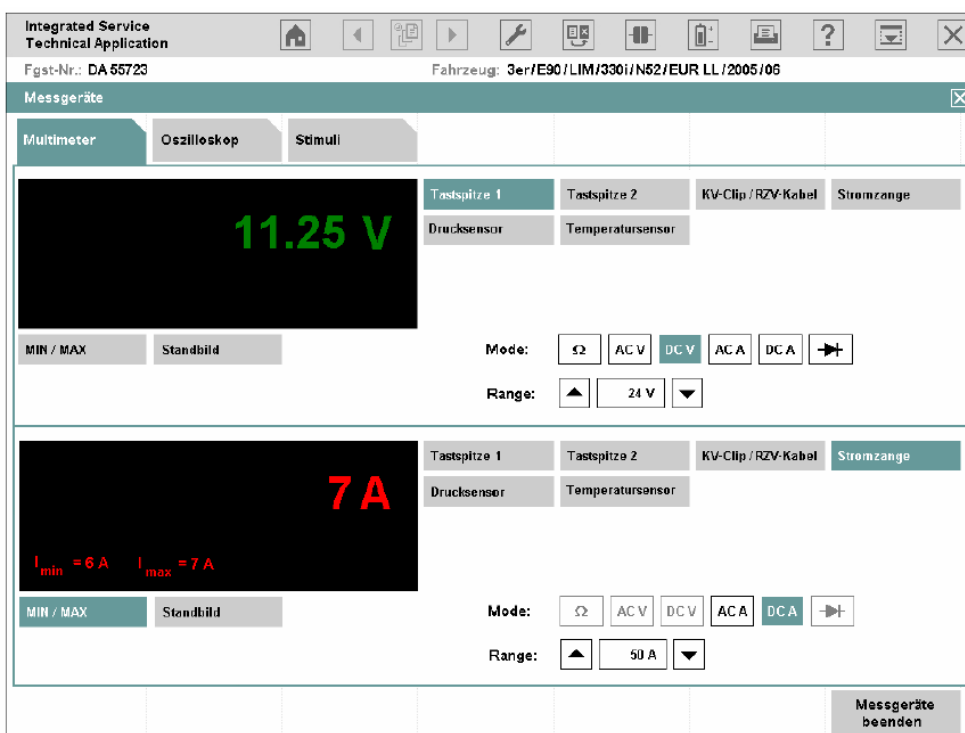 Integrated Service
Technical Application
?
Fgst-Nr.: DA 55723 Fahrzeug: 3er/E90/LIM/330i/N52/EUR LL/2005/06
Messgeräte
Multimeter Oszilloskop Stimuli
11.25 V
Tastspitze 1 Tastspitze 2 KV-Clip / RZV-Kabel Stromzange
Drucksensor Temperatursensor
MIN / MAX Standbild
Mode: Ω AC V DC V AC A DC A
Range: 24 V
7 A
I min = 6 A I max = 7 A
Tastspitze 1 Tastspitze 2 KV-Clip / RZV-Kabel Stromzange
Drucksensor Temperatursensor
MIN / MAX Standbild
Mode: Ω AC V DC V AC A DC A
Range: 50 A
Messgeräte
beenden